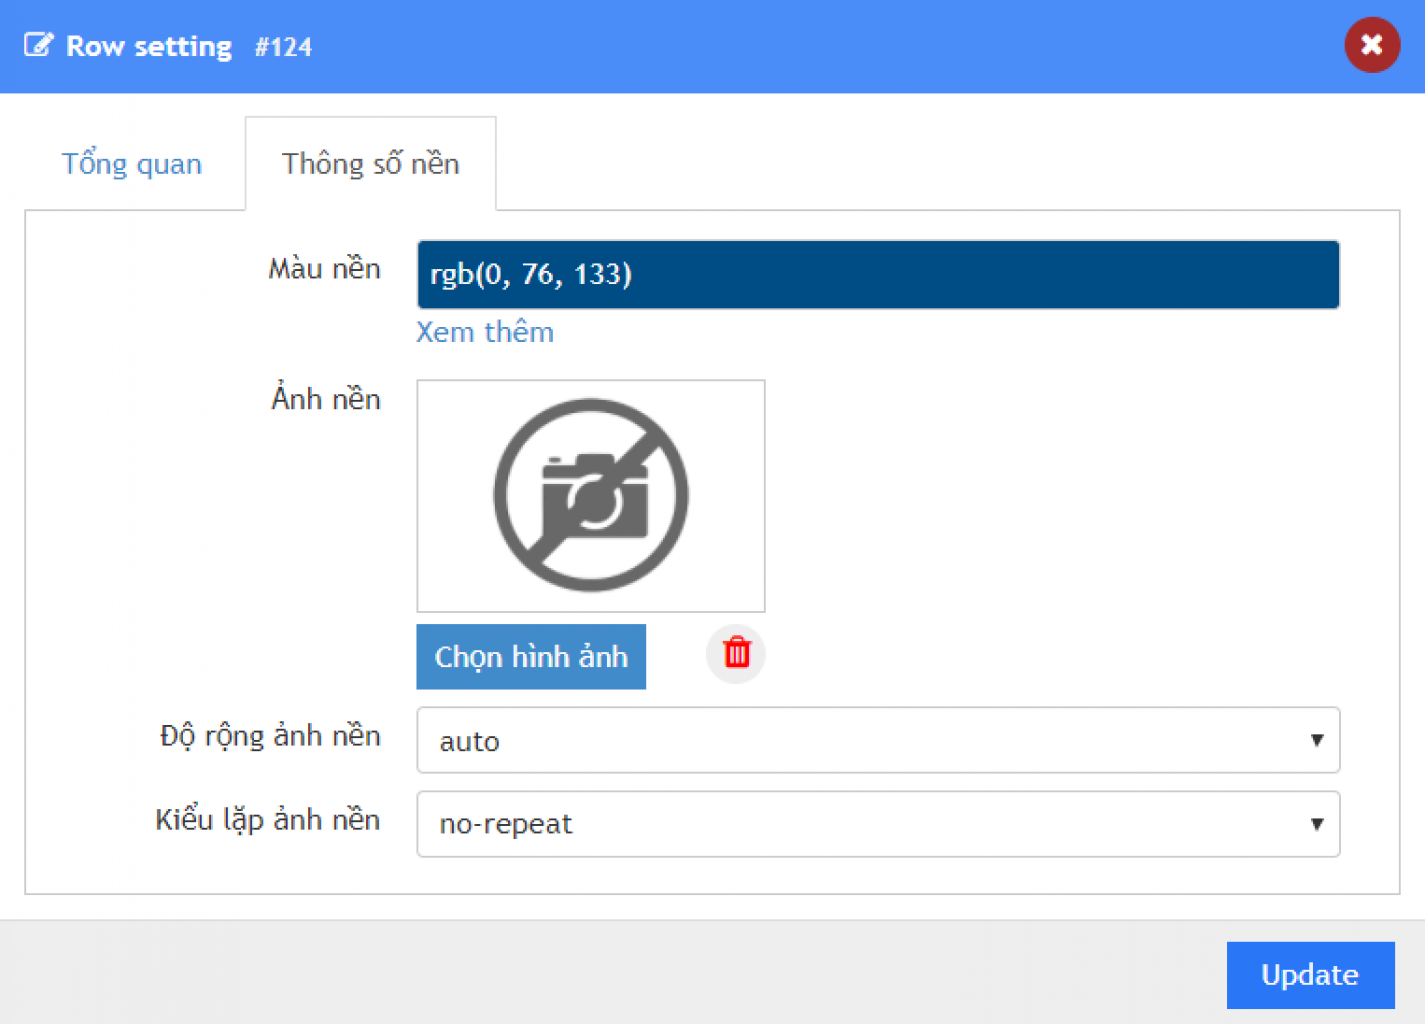 Row setting #124
Tổng quan
Thông số nền
Màu nền
rgb(0, 76, 133)
Xem thêm
Ảnh nền
Chọn hình ảnh
Độ rộng ảnh nền
auto
Kiểu lặp ảnh nền
no-repeat
Update